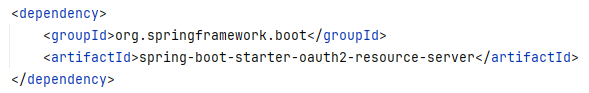 <dependency>
    <groupId>org.springframework.boot</groupId>
    <artifactId>spring-boot-starter-oauth2-resource-server</artifactId>
</dependency>